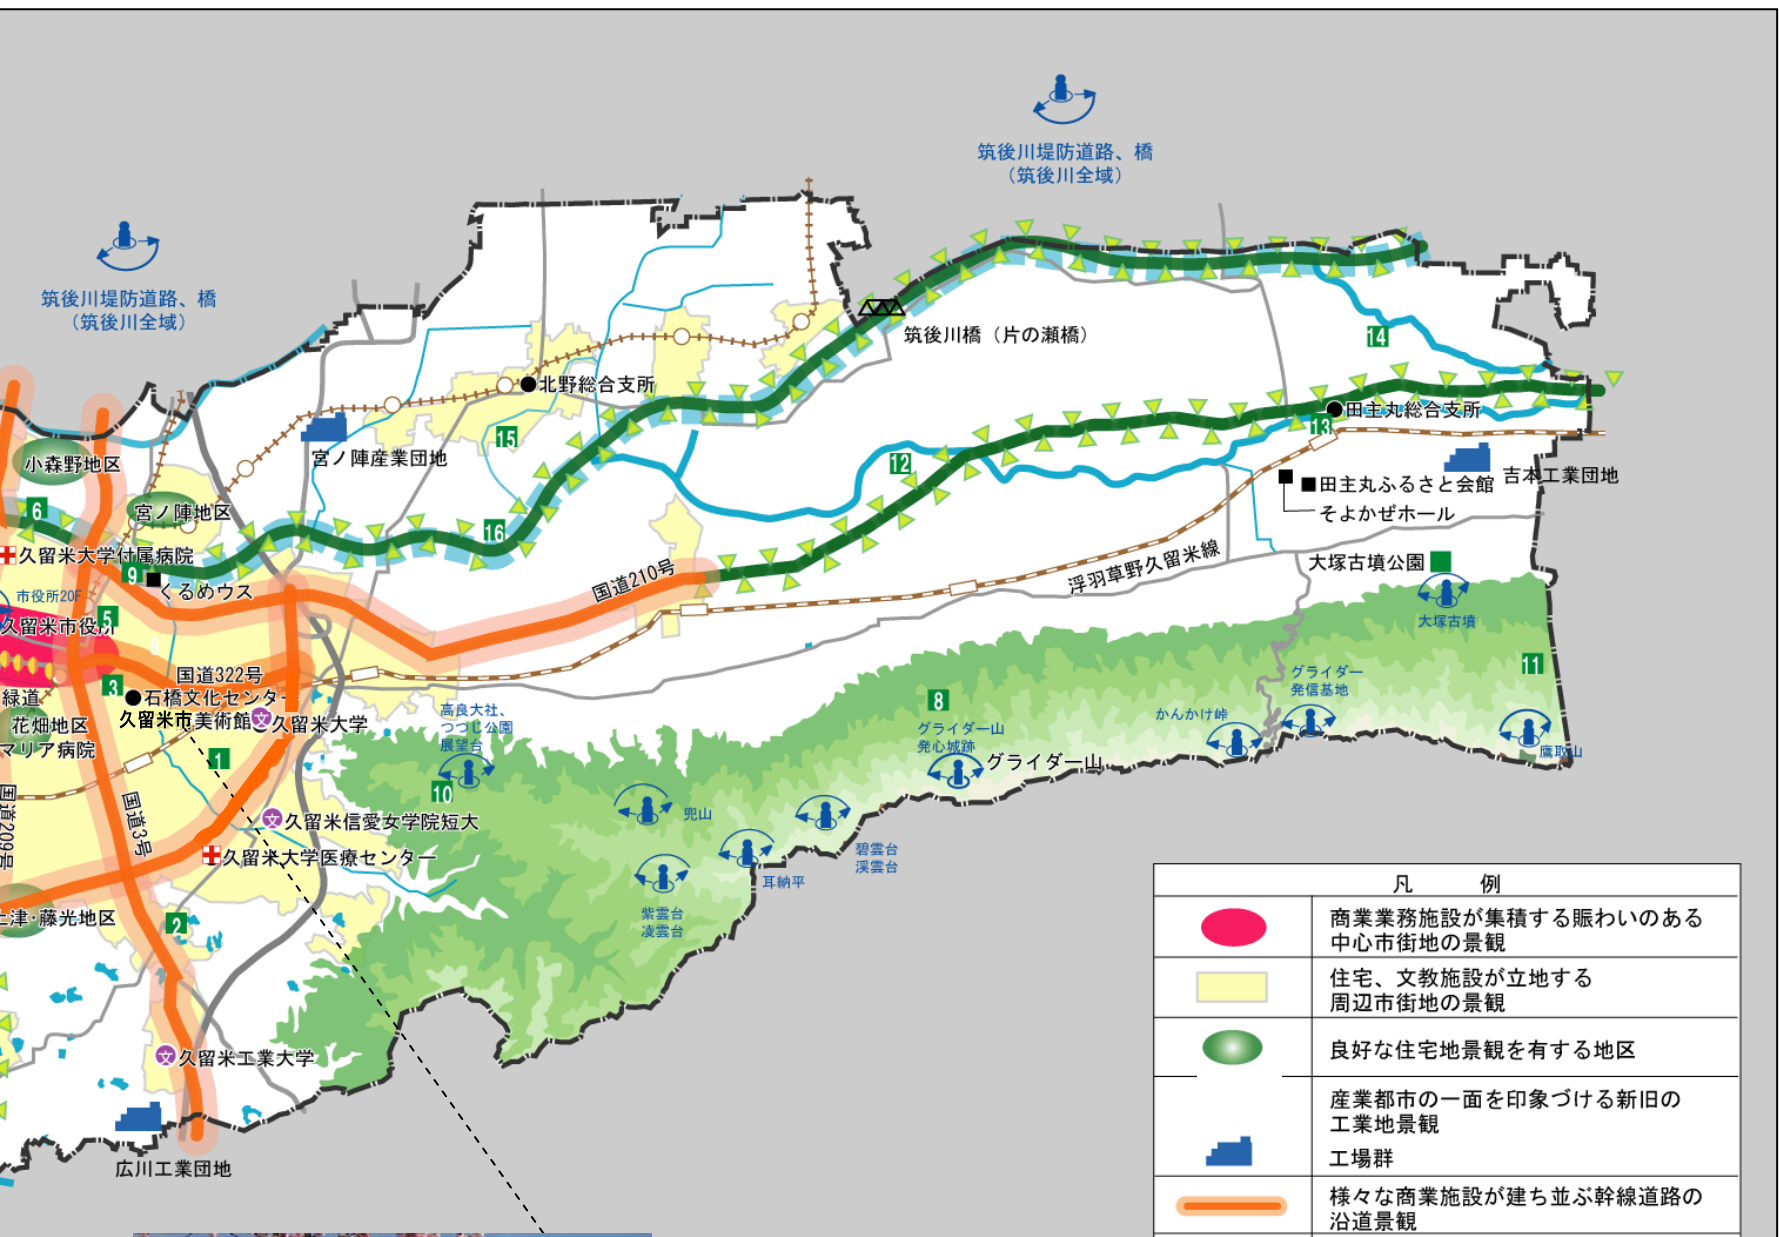 筑後川堤防道路、橋
（筑後川全域）
筑後川堤防道路、橋
（筑後川全域）
筑後川橋（片の瀬橋）
14
北野総合支所
田主丸総合支所
13
15
宮ノ陣産業団地
12
小森野地区
吉本工業団地
■田主丸ふるさと会館
そよかぜホール
6
宮ノ陣地区
16
久留米大学付属病院
9
くるめウス
国道210号
浮羽草野久留米線
大塚古墳公園
大塚古墳
市役所20F
5
久留米市役所
8
国道322号
3
石橋文化センター
緑道
久留米市美術館
文
久留米大学
花畑地区
マリア病院
1
高良大社、
つつじ公園
展望台
10
8
グライダー山
発心城跡
グライダー山
かんかけ峠
グライダー
発信基地
11
鷹取山
国道209号
国道3号
文
久留米信愛女学院短大
久留米大学医療センター
兜山
耳納平
碧雲台
渓雲台
紫雲台
凌雲台
上津･藤光地区
2
文
久留米工業大学
広川工業団地
凡 例
商業業務施設が集積する賑わいのある
中心市街地の景観
住宅、文教施設が立地する
周辺市街地の景観
良好な住宅地景観を有する地区
産業都市の一面を印象づける新旧の
工業地景観
工場群
様々な商業施設が建ち並ぶ幹線道路の
沿道景観